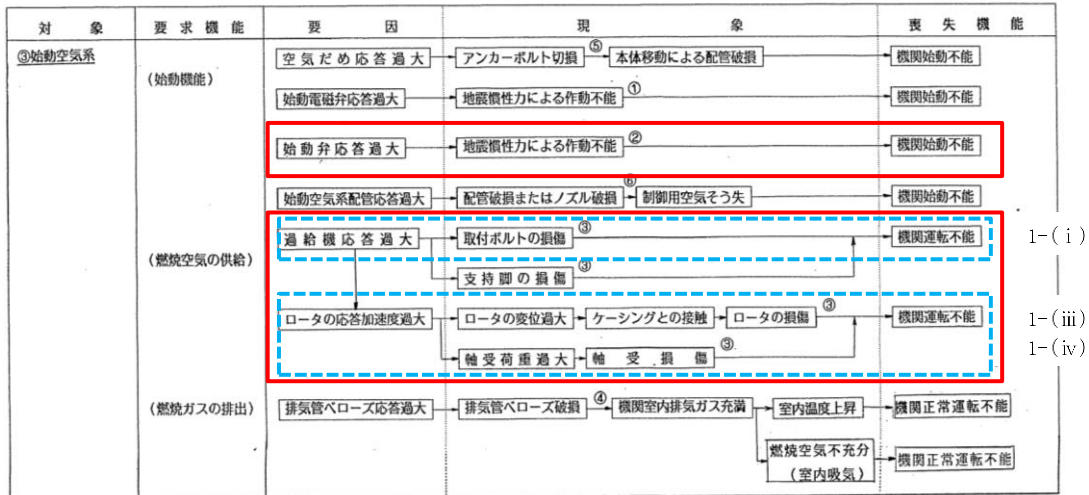 対象 要求機能 要因 現象 喪失機能
③始動空気系
(始動機能)
空気だめ応答過大 アンカーボルト切損 ⑤ 本体移動による配管破損 機関始動不能
始動電磁弁応答過大 地震慣性力による作動不能 ① 機関始動不能
始動弁応答過大 地震慣性力による作動不能 ② 機関始動不能
始動空気系配管応答過大 配管破損またはノズル破損 ⑥ 制御用空気そう失 機関始動不能
(燃焼空気の供給)
過給機応答過大 取付ボルトの損傷 ③ 機関運転不能 1-(ⅰ)
支持脚の損傷 ③
ロータの応答加速度過大 ロータの変位過大 ケーシングとの接触 ロータの損傷 ③ 機関運転不能 1-(ⅲ)
軸受荷重過大 軸受損傷 ③ 1-(ⅳ)
(燃焼ガスの排出)
排気管ベローズ応答過大 排気管ベローズ破損 ④ 機関室内排気ガス充満 室内温度上昇 機関正常運転不能
燃焼空気不充分 機関正常運転不能
(室内吸気)